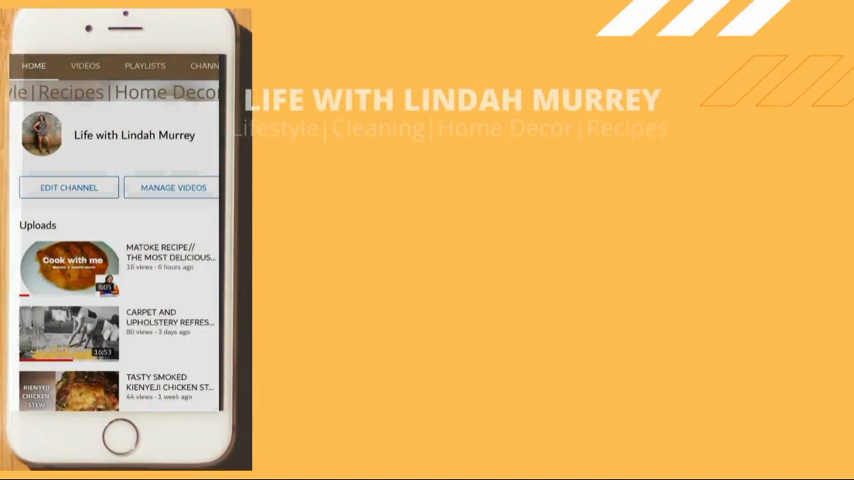 HOME VIDEOS PLAYLISTS CHANN
le|Recipes|Home Decor
Life with Lindah Murrey
EDIT CHANNEL MANAGE VIDEOS
Uploads
Cook with me
8:05
MATOKE RECIPE//
THE MOST DELICIOUS...
16 views · 6 hours ago
16:53
CARPET AND
UPHOLSTERY REFRES...
80 views · 3 days ago
KIENYEJI
CHICKEN
STEW
TASTY SMOKED
KIENYEJI CHICKEN ST...
44 views · 1 week ago
LIFE WITH LINDAH MURREY
Lifestyle|Cleaning|Home Decor|Recipes